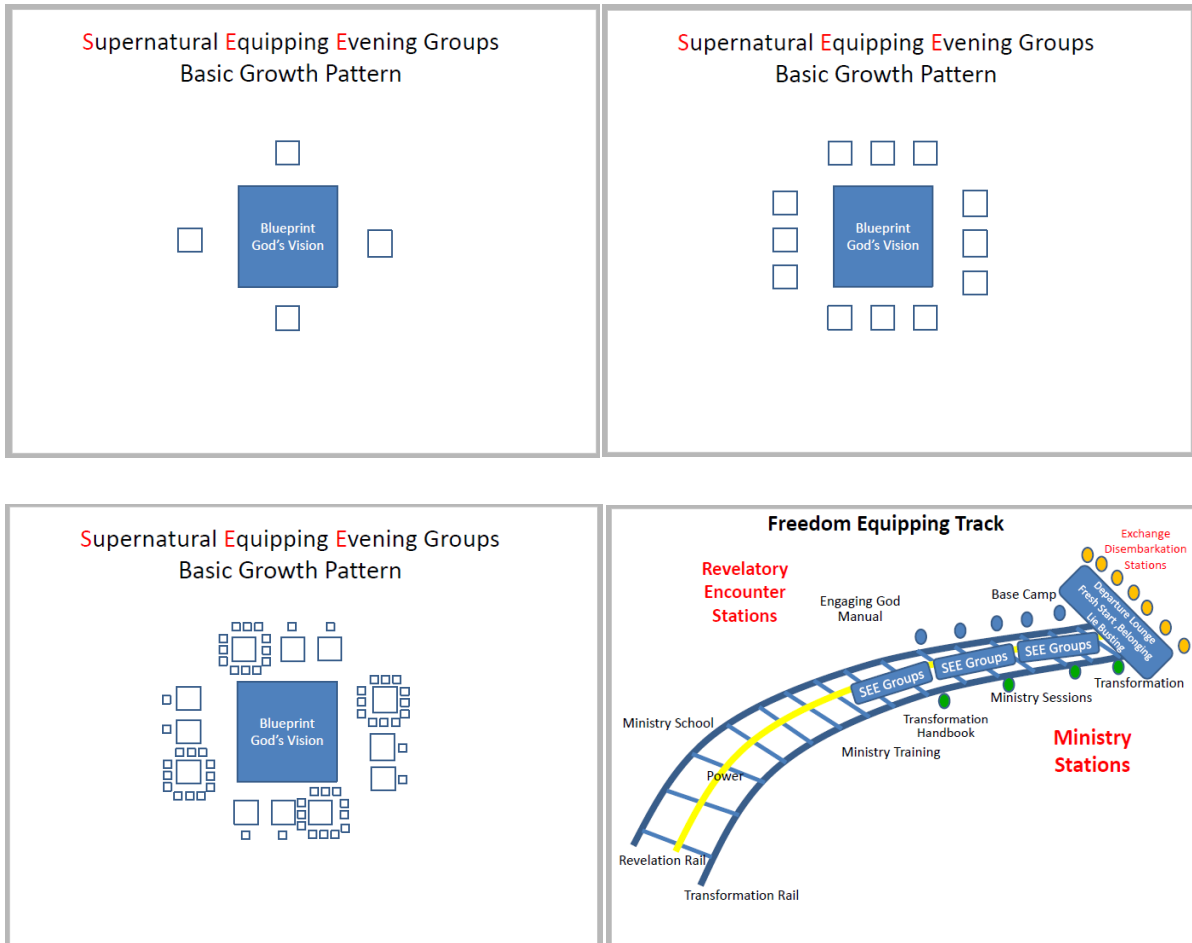 Supernatural Equipping Evening Groups
Basic Growth Pattern
Blueprint
God's Vision
Supernatural Equipping Evening Groups
Basic Growth Pattern
Blueprint
God's Vision
Supernatural Equipping Evening Groups
Basic Growth Pattern
Blueprint
God's Vision
Freedom Equipping Track
Exchange
Disembarkation
Stations
Revelatory
Encounter
Stations
Engaging God
Manual
Base Camp
Departure Lounge
Fresh Start ,Belonging
Lie Busting
SEE Groups
SEE Groups
SEE Groups
Transformation
Ministry Sessions
Transformation
Handbook
Ministry School
Ministry Training
Ministry
Stations
Power
Revelation Rail
Transformation Rail